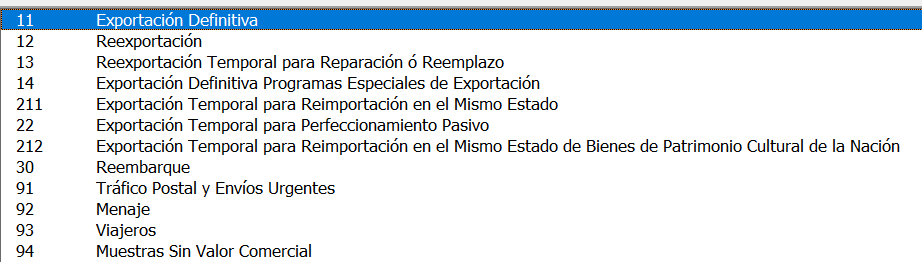 11 Exportación Definitiva
12 Reexportación
13 Reexportación Temporal para Reparación ó Reemplazo
14 Exportación Definitiva Programas Especiales de Exportación
211 Exportación Temporal para Reimportación en el Mismo Estado
22 Exportación Temporal para Perfeccionamiento Pasivo
212 Exportación Temporal para Reimportación en el Mismo Estado de Bienes de Patrimonio Cultural de la Nación
30 Reembarque
91 Tráfico Postal y Envíos Urgentes
92 Menaje
93 Viajeros
94 Muestras Sin Valor Comercial